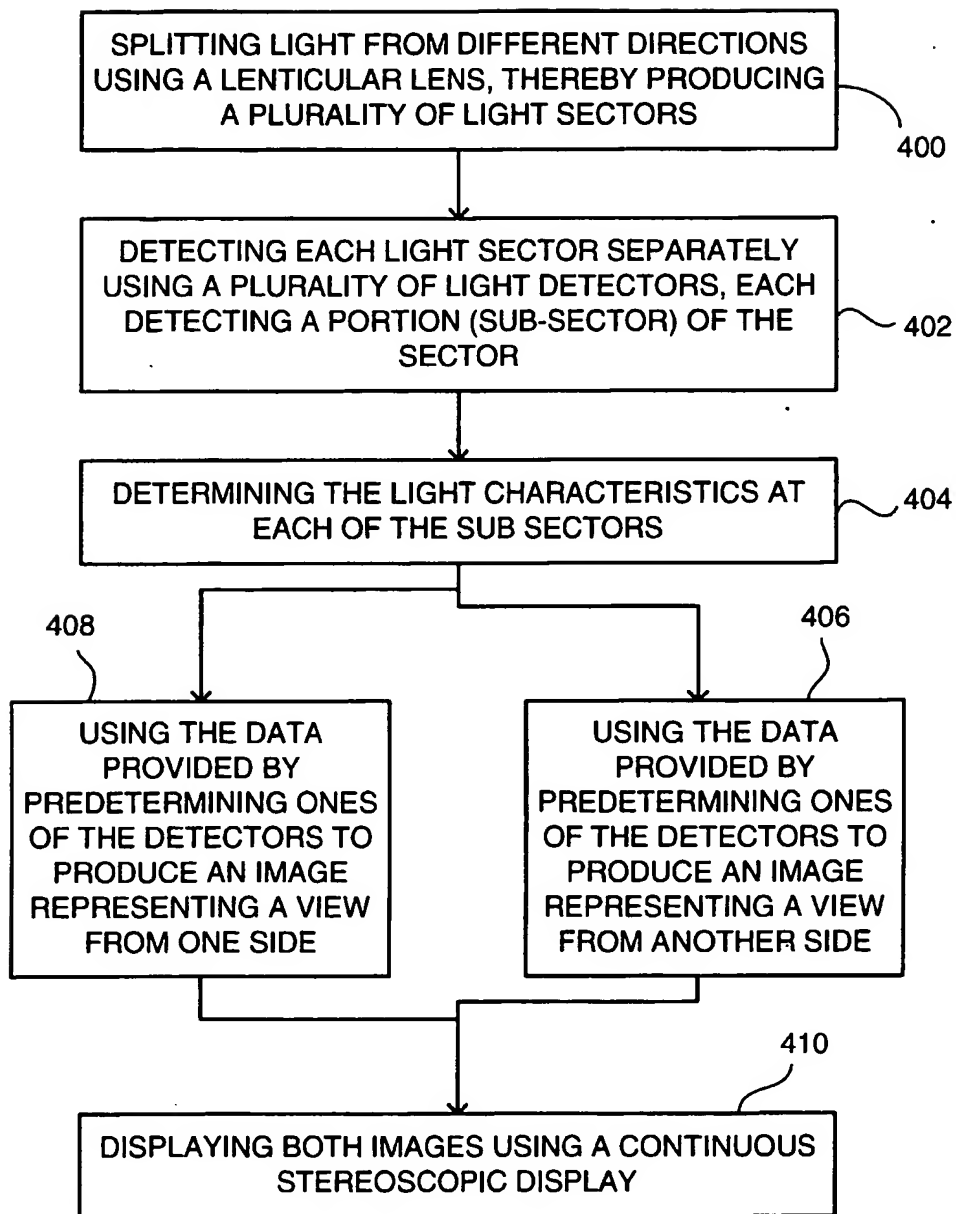 SPLITTING LIGHT FROM DIFFERENT DIRECTIONS
USING A LENTICULAR LENS, THEREBY PRODUCING
A PLURALITY OF LIGHT SECTORS
400
DETECTING EACH LIGHT SECTOR SEPARATELY
USING A PLURALITY OF LIGHT DETECTORS, EACH
DETECTING A PORTION (SUB-SECTOR) OF THE
SECTOR
402
DETERMINING THE LIGHT CHARACTERISTICS AT
EACH OF THE SUB SECTORS
404
408
USING THE DATA
PROVIDED BY
PREDETERMINING ONES
OF THE DETECTORS TO
PRODUCE AN IMAGE
REPRESENTING A VIEW
FROM ONE SIDE
406
USING THE DATA
PROVIDED BY
PREDETERMINING ONES
OF THE DETECTORS TO
PRODUCE AN IMAGE
REPRESENTING A VIEW
FROM ANOTHER SIDE
410
DISPLAYING BOTH IMAGES USING A CONTINUOUS
STEREOSCOPIC DISPLAY